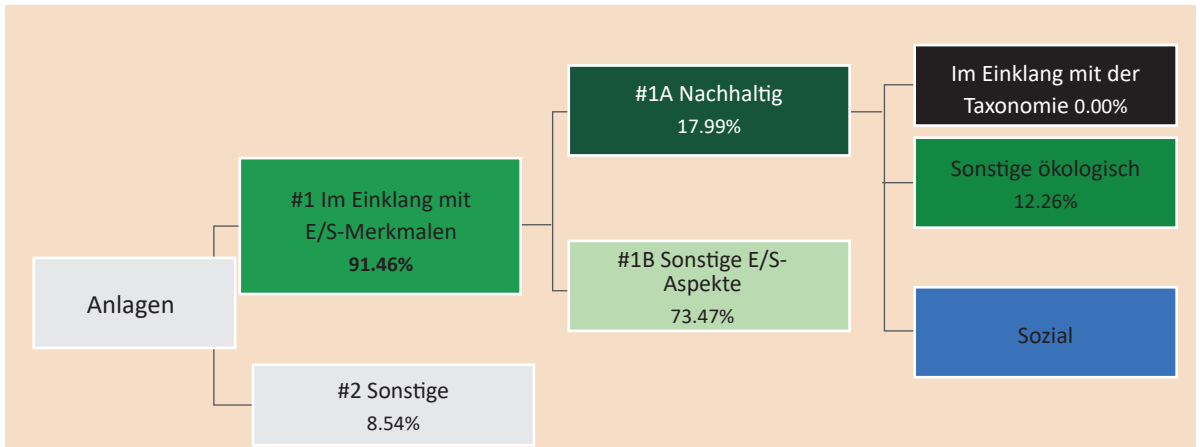 Anlagen
#1 Im Einklang mit
E/S-Merkmalen
91.46%
#2 Sonstige
8.54%
#1A Nachhaltig
17.99%
#1B Sonstige E/S-
Aspekte
73.47%
Im Einklang mit der
Taxonomie 0.00%
Sonstige ökologisch
12.26%
Sozial